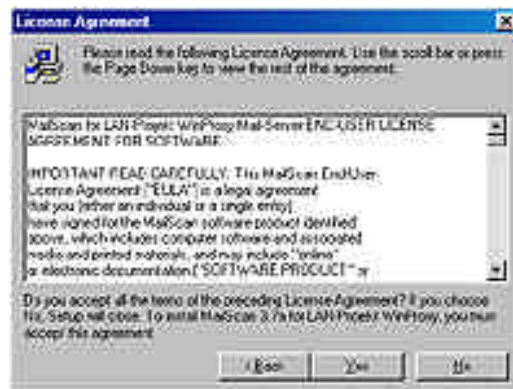 License Agreement
Please read the following License Agreement. Use the scroll bar or press
the Page Down key to view the rest of the agreement.
MailScan for LAN-Projekt WinProxy Mail-Server END-USER LICENSE
AGREEMENT FOR SOFTWARE
IMPORTANT READ CAREFULLY: This MailScan End-User
License Agreement ("EULA") is a legal agreement
that you (either an individual or a single entity)
have signed for the MailScan software product identified
above, which includes computer software and associated
media and printed materials, and may include "online"
or electronic documentation ("SOFTWARE PRODUCT" or
Do you accept all the terms of the preceding License Agreement? If you choose
No, Setup will close. To install MailScan 3.7a for LAN-Projekt WinProxy, you must
accept this agreement.
< Back
Yes
No